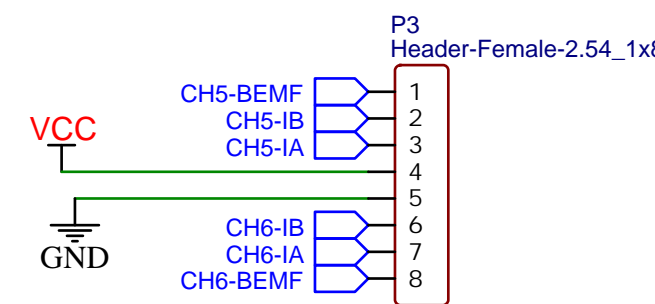 P3
Header-Female-2.54_1x8
CH5-BEMF 1
CH5-IB 2
VCC
CH5-IA 3
4
5
CH6-IB 6
GND
CH6-IA 7
CH6-BEMF 8